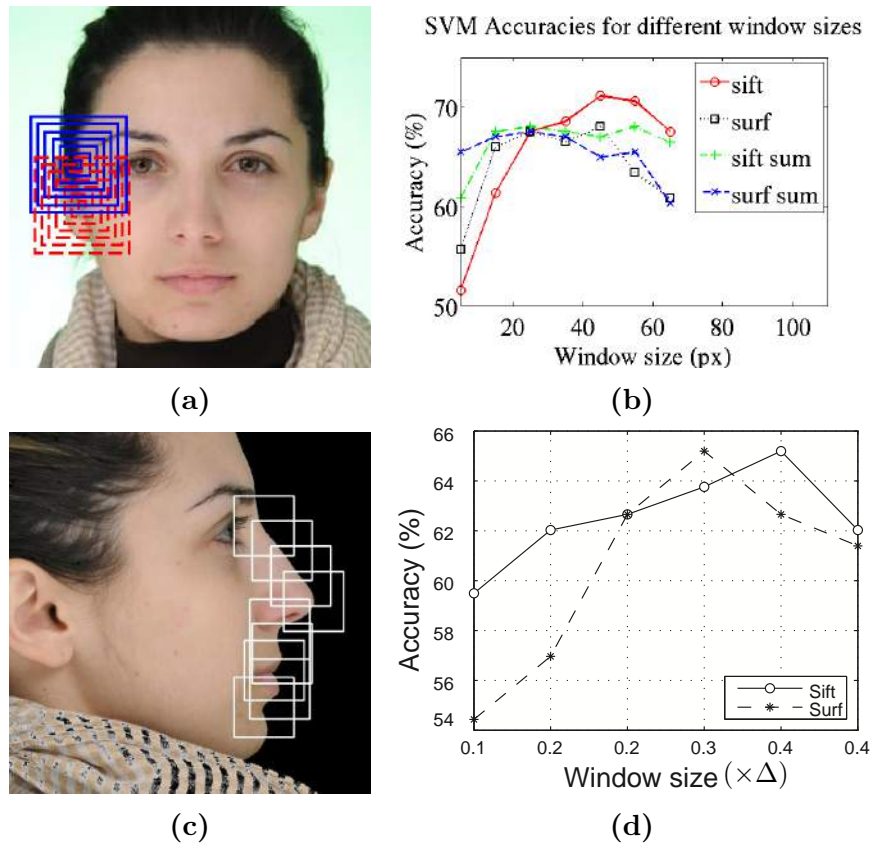 SVM Accuracies for different window sizes
Accuracy (%)
70
60
50
20
40
60
80
100
Window size (px)
sift
surf
sift sum
surf sum
(a)
(b)
Accuracy (%)
66
64
62
60
58
56
54
0.1
0.2
0.2
0.3
0.4
0.4
Window size (×Δ)
Sift
Surf
(c)
(d)